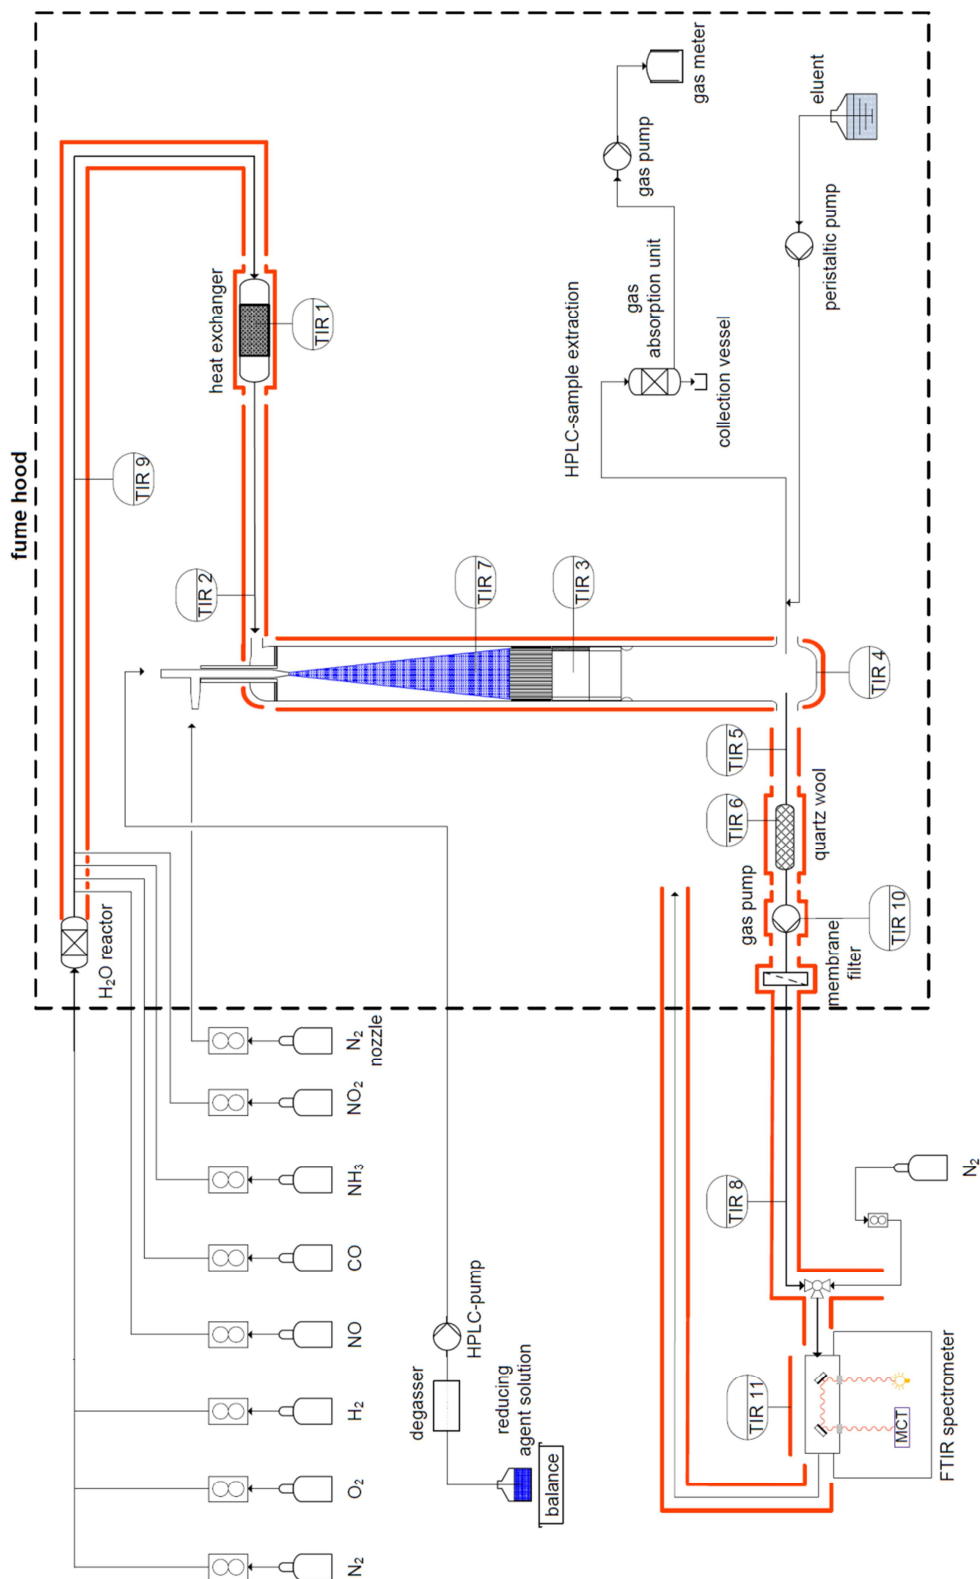 fume hood
TIR 9
TIR 2
heat exchanger
TIR 1
H₂O reactor
N₂
O₂
H₂
NO
CO
NH₃
NO₂
N₂
nozzle
degasser
HPLC-pump
reducing
agent solution
balance
TIR 7
TIR 3
TIR 4
TIR 5
TIR 6
quartz wool
gas pump
TIR 10
membrane
filter
TIR 8
TIR 11
MCT
FTIR spectrometer
N₂
HPLC-sample extraction
gas
absorption unit
collection vessel
gas pump
gas meter
peristaltic pump
eluent